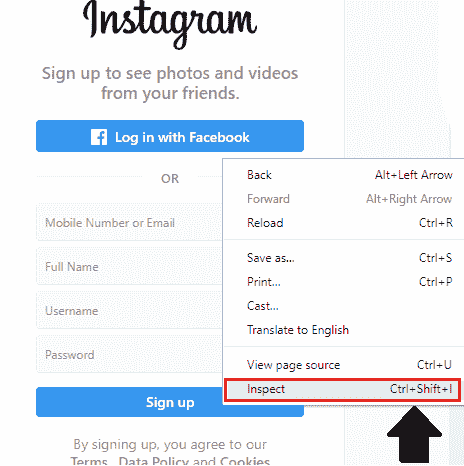 Instagram
Sign up to see photos and videos
from your friends.
Log in with Facebook
OR
Mobile Number or Email
Full Name
Username
Password
Sign up
By signing up, you agree to our
Terms , Data Policy and Cookies
Back Alt+Left Arrow
Forward Alt+Right Arrow
Reload Ctrl+R
Save as... Ctrl+S
Print... Ctrl+P
Cast...
Translate to English
View page source Ctrl+U
Inspect Ctrl+Shift+I